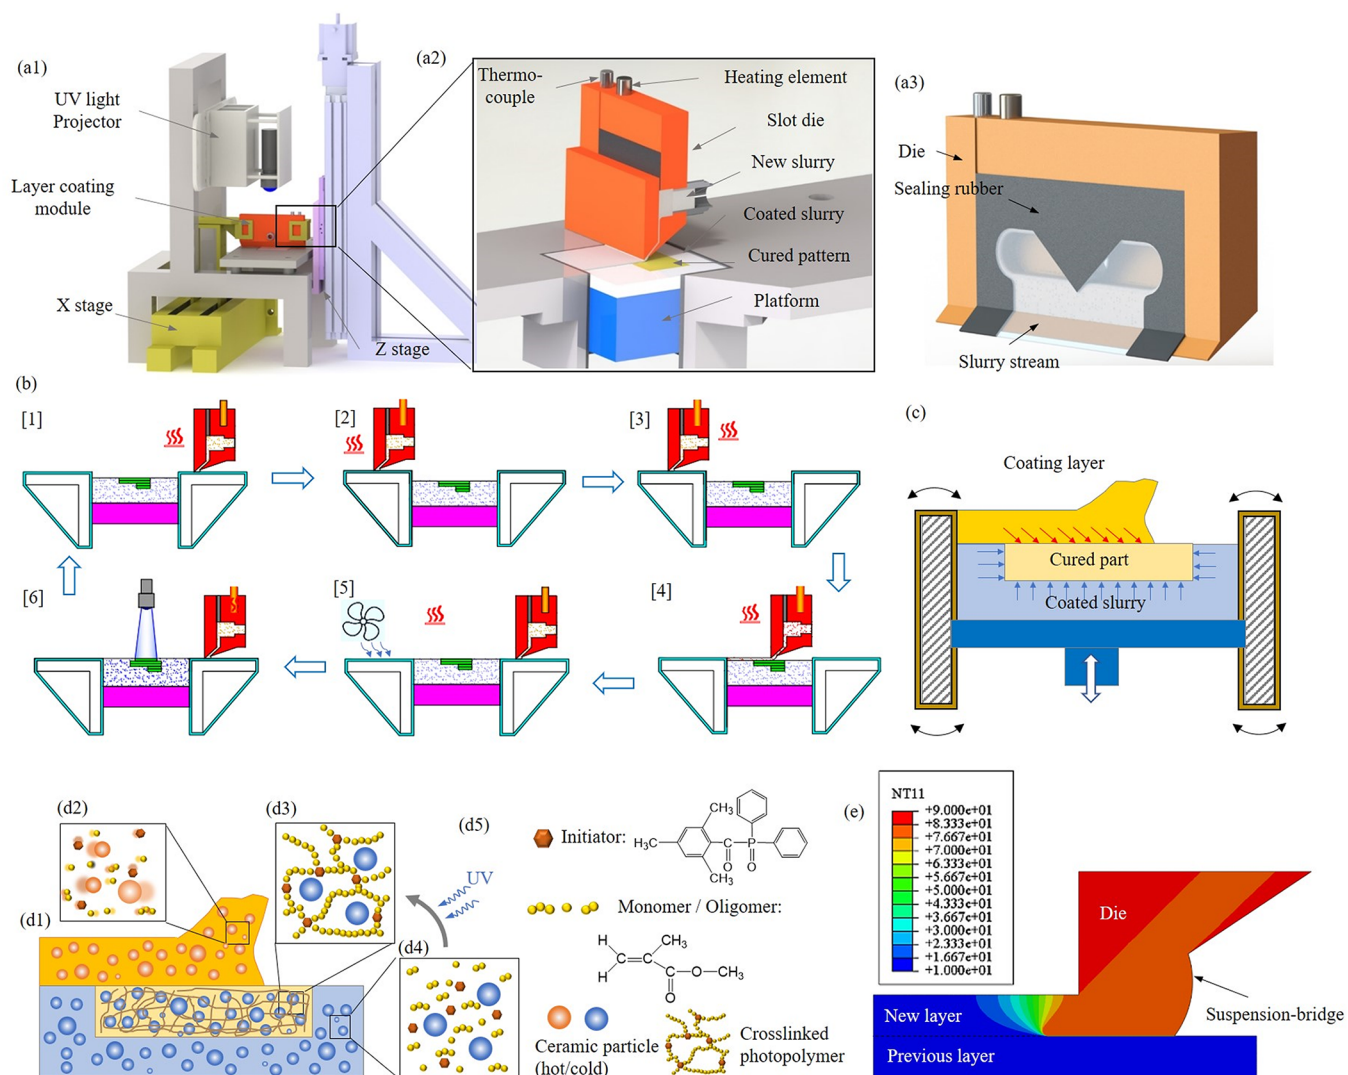 (a1)
UV light
Projector
Layer coating
module
X stage
Z stage
(a2)
Thermo-
couple
Heating element
Slot die
New slurry
Coated slurry
Cured pattern
Platform
(a3)
Die
Sealing rubber
Slurry stream
(b)
[1]
[2]
[3]
[4]
[5]
[6]
(c)
Coating layer
Cured part
Coated slurry
(d1)
(d2)
(d3)
(d4)
(d5)
UV
Initiator:
CH₃
H₃C
C
P
O
O
CH₃
Monomer / Oligomer:
H
CH₃
H
O
CH₃
O
Ceramic particle
(hot/cold)
Crosslinked
photopolymer
(e)
NT11
+9.000e+01
+8.333e+01
+7.667e+01
+7.000e+01
+6.333e+01
+5.667e+01
+5.000e+01
+4.333e+01
+3.667e+01
+3.000e+01
+2.333e+01
+1.667e+01
+1.000e+01
Die
New layer
Previous layer
Suspension-bridge